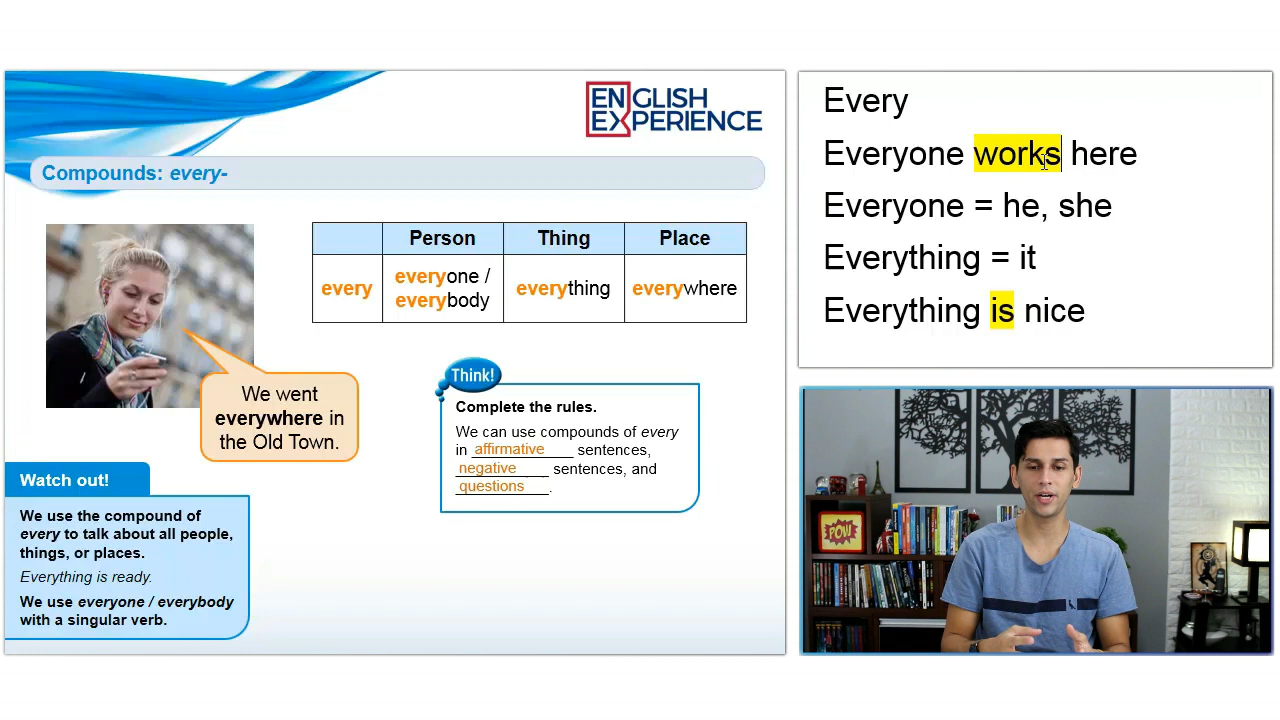 ENGLISH
EXPERIENCE
Compounds: every-
Person Thing Place
every everyone / everybody everything everywhere
We went
everywhere in
the Old Town.
Think!
Complete the rules.
We can use compounds of every
in affirmative sentences,
negative sentences, and
questions.
Watch out!
We use the compound of
every to talk about all people,
things, or places.
Everything is ready.
We use everyone / everybody
with a singular verb.
Every
Everyone works here
Everyone = he, she
Everything = it
Everything is nice
POW